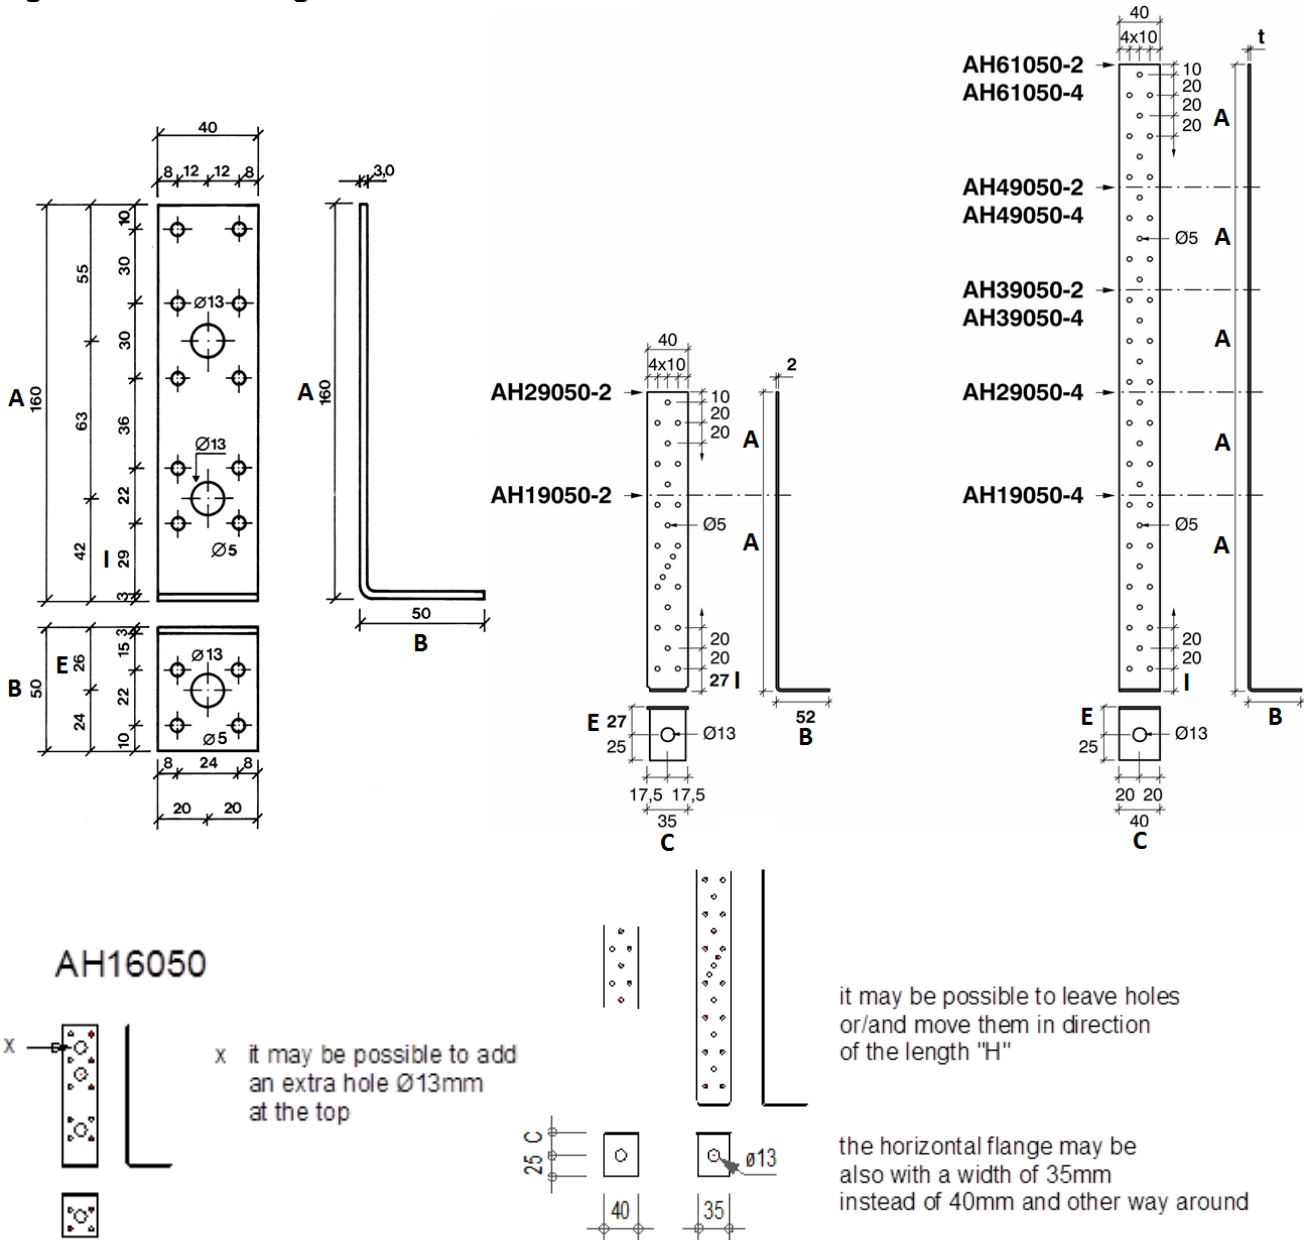 40
8 12 12 8
3,0
10
30
55
Ø13
30
A
160
A
160
63
36
Ø13
22
42
I
29
Ø5
3
50
B
3
15
E
26
Ø13
B
50
22
24
10
Ø5
8 24 8
20 20
40
4x10
2
AH29050-2
10
20
20
A
AH19050-2
Ø5
A
20
20
27 I
52
B
E 27
25
Ø13
17,5 17,5
35
C
40
4x10
t
AH61050-2
AH61050-4
10
20
20
20
A
AH49050-2
AH49050-4
Ø5
A
AH39050-2
AH39050-4
A
AH29050-4
A
AH19050-4
Ø5
A
20
20
I
B
E
25
Ø13
20 20
40
C
AH16050
X
x it may be possible to add
an extra hole Ø13mm
at the top
it may be possible to leave holes
or/and move them in direction
of the length "H"
25 C
ø13
40
35
the horizontal flange may be
also with a width of 35mm
instead of 40mm and other way around